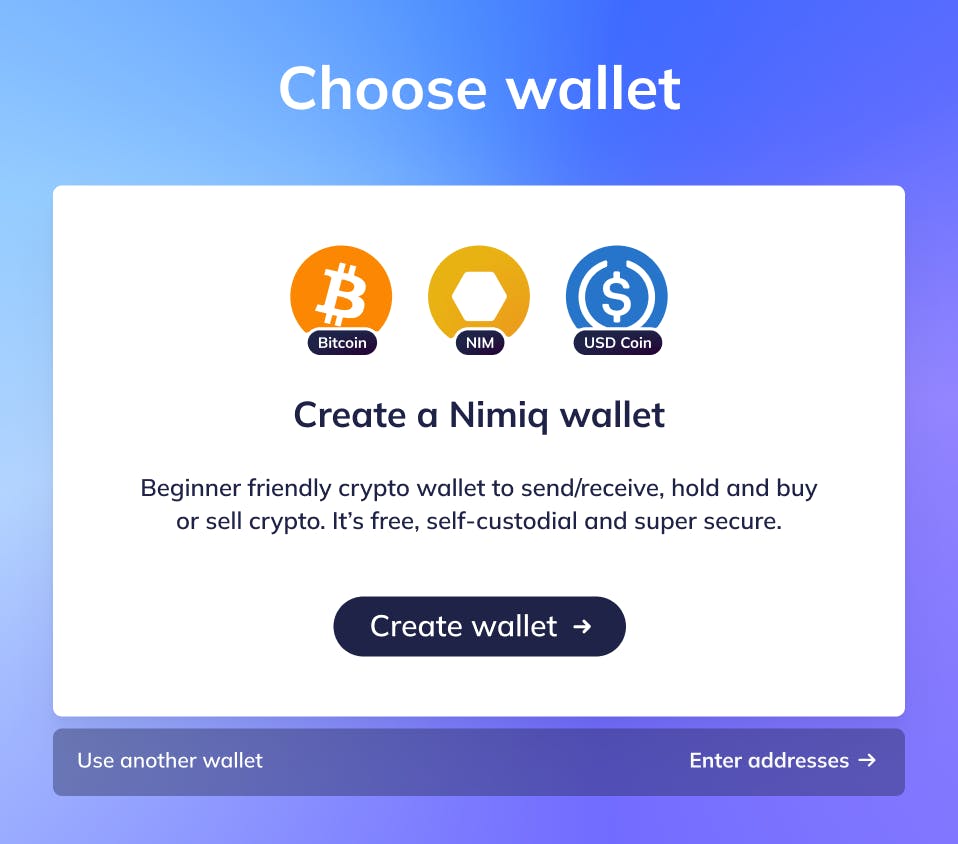 Choose wallet
Bitcoin
NIM
USD Coin
Create a Nimiq wallet
Beginner friendly crypto wallet to send/receive, hold and buy
or sell crypto. It’s free, self-custodial and super secure.
Create wallet →
Use another wallet
Enter addresses →